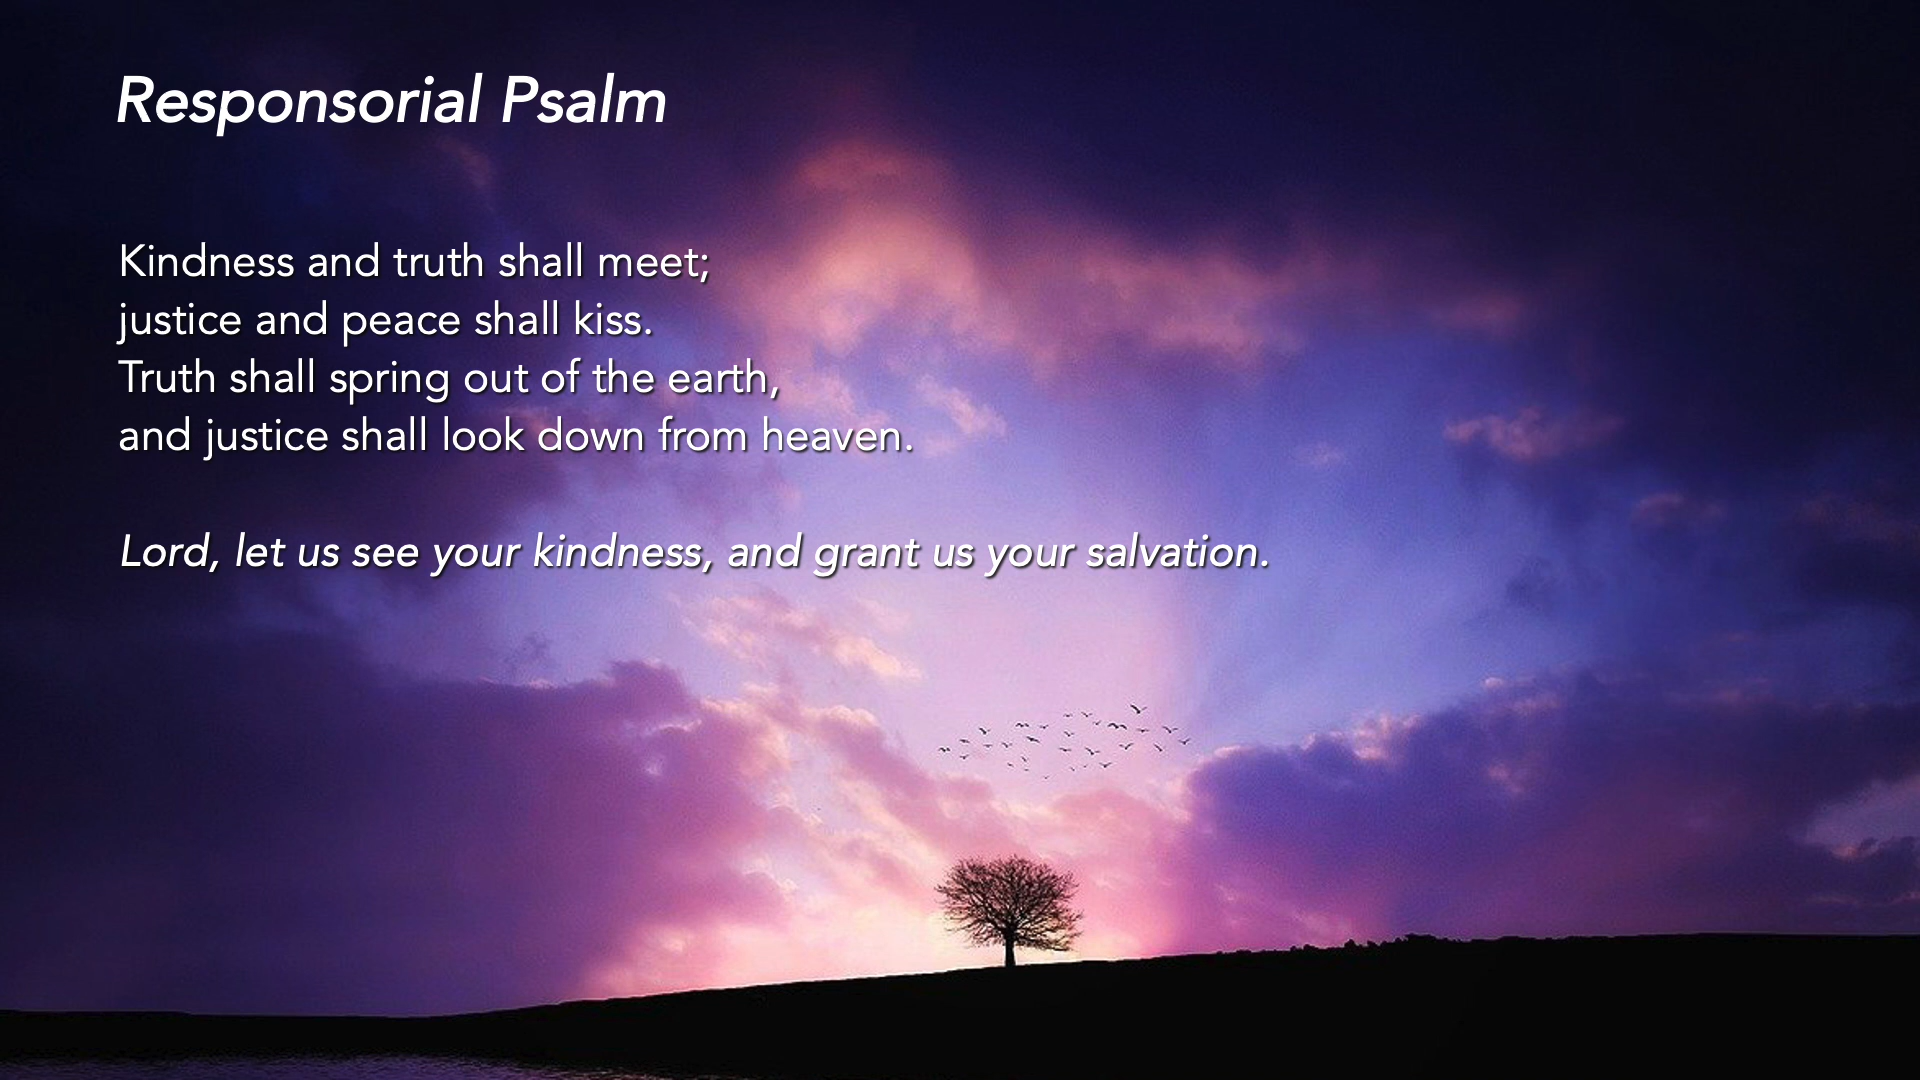 Responsorial Psalm
Kindness and truth shall meet;
justice and peace shall kiss.
Truth shall spring out of the earth,
and justice shall look down from heaven.
Lord, let us see your kindness, and grant us your salvation.